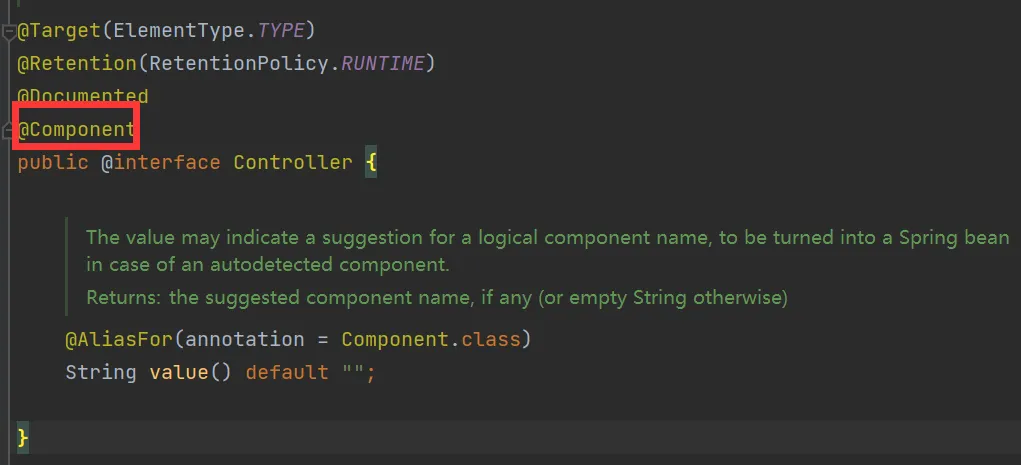 @Target(ElementType.TYPE)
@Retention(RetentionPolicy.RUNTIME)
@Documented
@Component
public @interface Controller {
The value may indicate a suggestion for a logical component name, to be turned into a Spring bean
in case of an autodetected component.
Returns: the suggested component name, if any (or empty String otherwise)
@AliasFor(annotation = Component.class)
String value() default "";
}